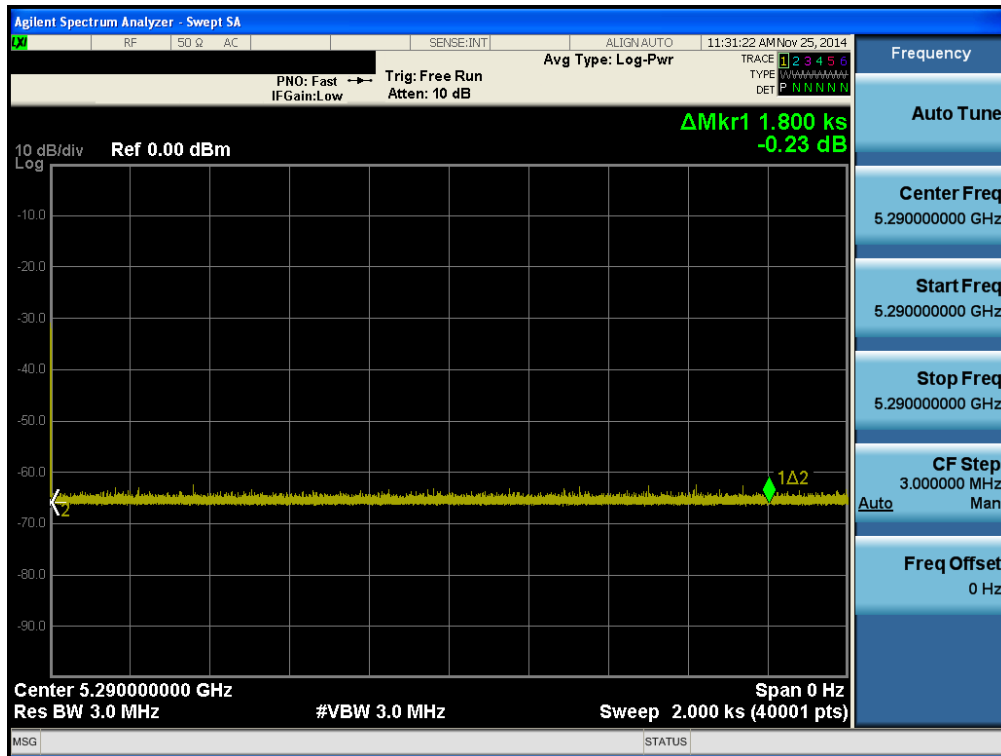 Agilent Spectrum Analyzer - Swept SA
LXI RF 50 Ω AC SENSE:INT ALIGN AUTO 11:31:22 AM Nov 25, 2014
Avg Type: Log-Pwr
TRACE 1 2 3 4 5 6
PNO: Fast Trig: Free Run
TYPE WWWWWW
IFGain:Low Atten: 10 dB
DET P N N N N N
ΔMkr1 1.800 ks
-0.23 dB
10 dB/div Ref 0.00 dBm
Log
-10.0
-20.0
-30.0
-40.0
-50.0
-60.0
1Δ2
2
-70.0
-80.0
-90.0
Center 5.290000000 GHz Span 0 Hz
Res BW 3.0 MHz #VBW 3.0 MHz Sweep 2.000 ks (40001 pts)
MSG STATUS
Frequency
Auto Tune
Center Freq
5.290000000 GHz
Start Freq
5.290000000 GHz
Stop Freq
5.290000000 GHz
CF Step
3.000000 MHz
Auto Man
Freq Offset
0 Hz